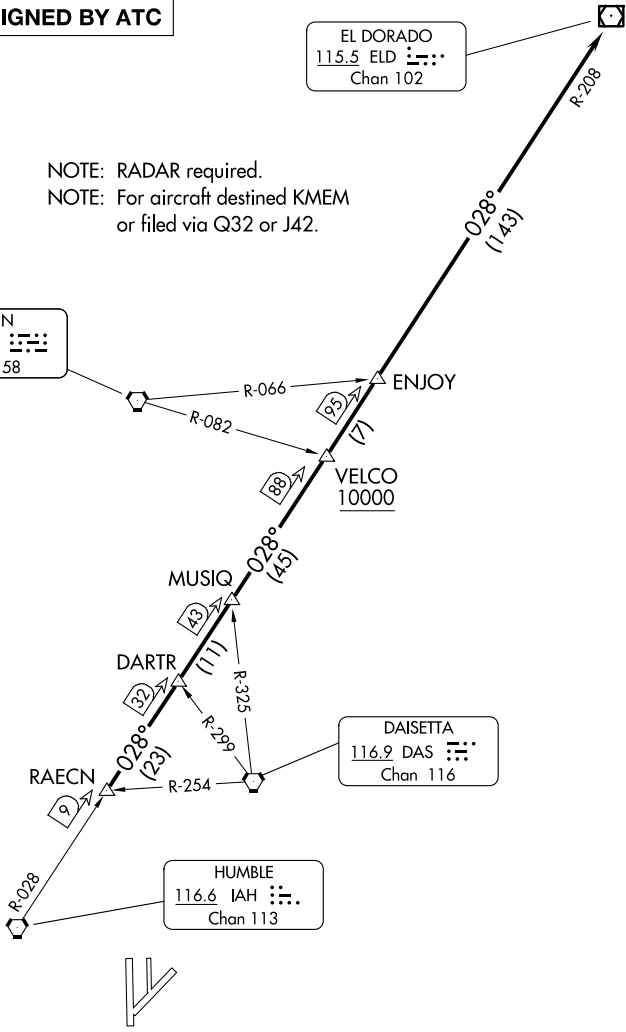 IGNED BY ATC
EL DORADO
115.5 ELD
Chan 102
R-208
NOTE: RADAR required.
NOTE: For aircraft destined KMEM
or filed via Q32 or J42.
028°
(143)
N
58
R-066
ENJOY
95
(7)
R-082
VELCO
10000
88
028°
(45)
MUSIQ
43
(11)
DARTR
32
R-325
R-299
028°
(23)
RAECN
R-254
9
DAISETTA
116.9 DAS
Chan 116
R-028
HUMBLE
116.6 IAH
Chan 113